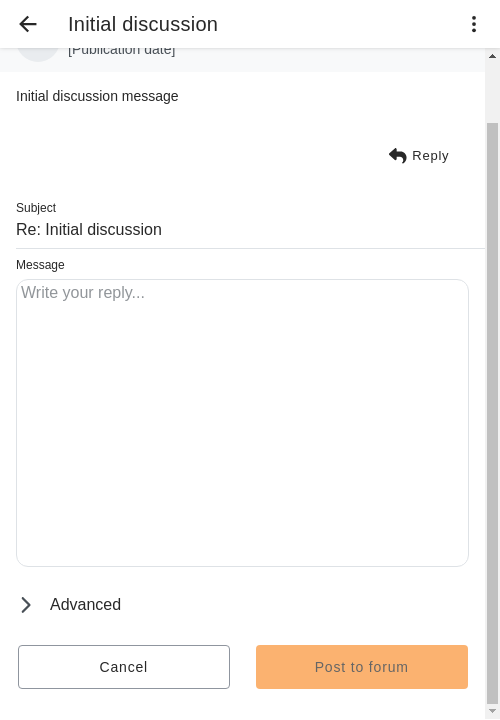 Initial discussion
[Publication date]
Initial discussion message
Reply
Subject
Re: Initial discussion
Message
Write your reply...
Advanced
Cancel
Post to forum